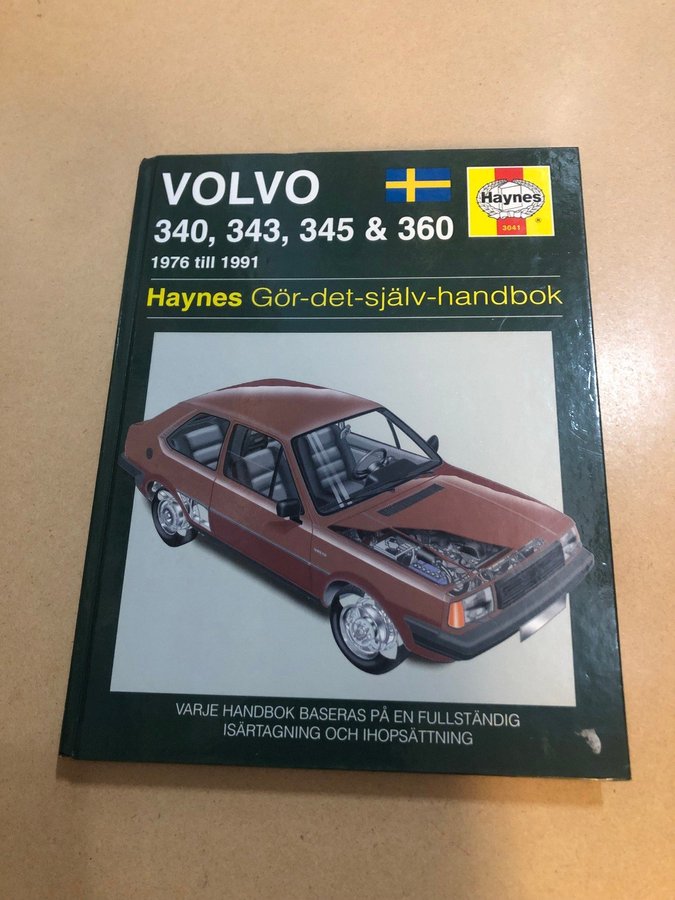 VOLVO
Haynes
3041
340, 343, 345 & 360
1976 till 1991
Haynes Gör-det-själv-handbok
VOLVO
VARJE HANDBOK BASERAS PÅ EN FULLSTÄNDIG
ISÄRTAGNING OCH IHOPSÄTTNING